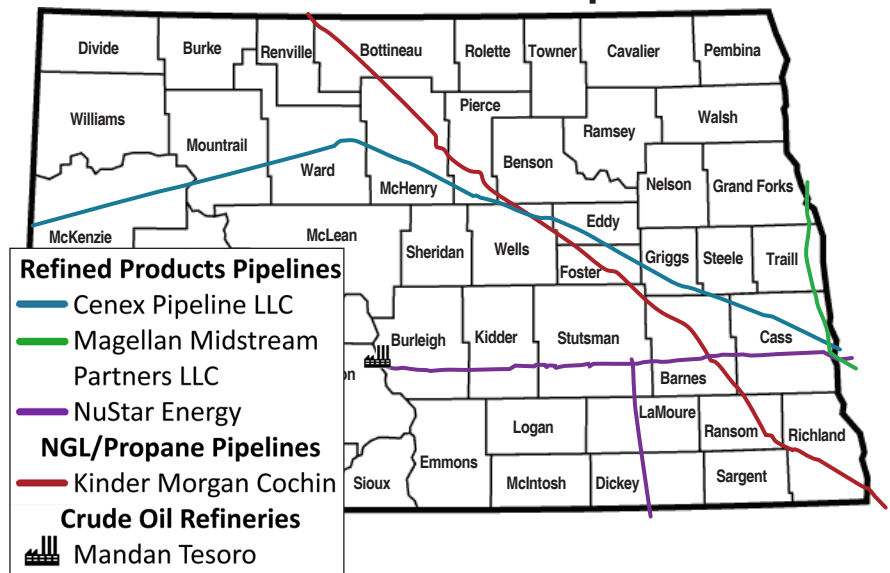 Divide
Burke
Renville
Bottineau
Rolette
Towner
Cavalier
Pembina
Williams
Mountrail
Ward
McHenry
Pierce
Benson
Ramsey
Walsh
Nelson
Grand Forks
McKenzie
McLean
Sheridan
Wells
Eddy
Foster
Griggs
Steele
Traill
Burleigh
Kidder
Stutsman
Barnes
Cass
Emmons
Logan
LaMoure
Ransom
Richland
Sioux
McIntosh
Dickey
Sargent
Refined Products Pipelines
Cenex Pipeline LLC
Magellan Midstream
Partners LLC
NuStar Energy
NGL/Propane Pipelines
Kinder Morgan Cochin
Crude Oil Refineries
Mandan Tesoro